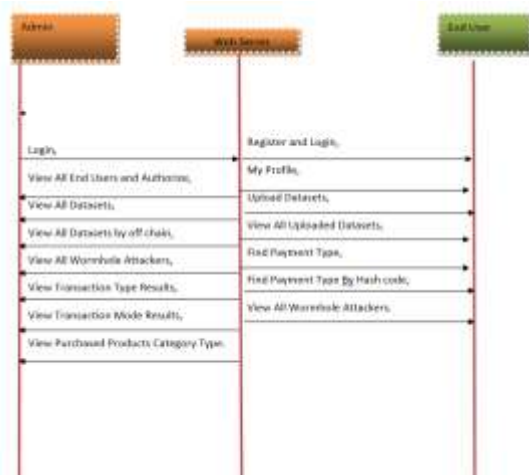 Admin
Web Server
End User
Login,
View All End Users and Authorize,
View All Datasets,
View All Datasets by off chain,
View All Wormhole Attackers,
View Transaction Type Results,
View Transaction Mode Results,
View Purchased Products Category Type.
Register and Login,
My Profile,
Upload Datasets,
View All Uploaded Datasets,
Find Payment Type,
Find Payment Type By Hash code,
View All Wormhole Attackers.